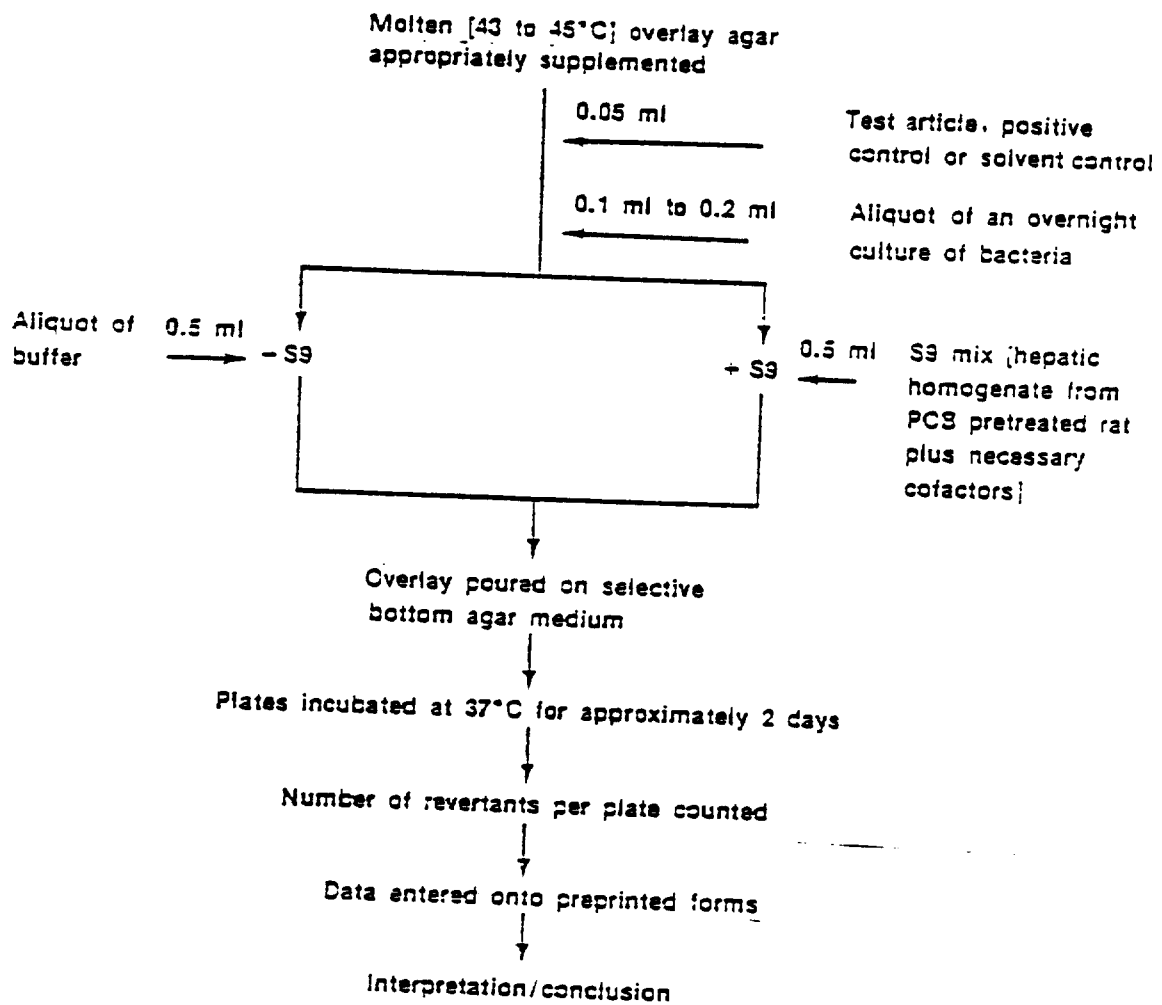 Molten [43 to 45°C] overlay agar
appropriately supplemented
0.05 ml
Test article, positive
control or solvent control
0.1 ml to 0.2 ml
Aliquot of an overnight
culture of bacteria
Aliquot of
buffer
0.5 ml
- S9
+ S9
0.5 ml
S9 mix [hepatic
homogenate from
PCB pretreated rat
plus necessary
cofactors]
Overlay poured on selective
bottom agar medium
Plates incubated at 37°C for approximately 2 days
Number of revertants per plate counted
Data entered onto preprinted forms
Interpretation/conclusion